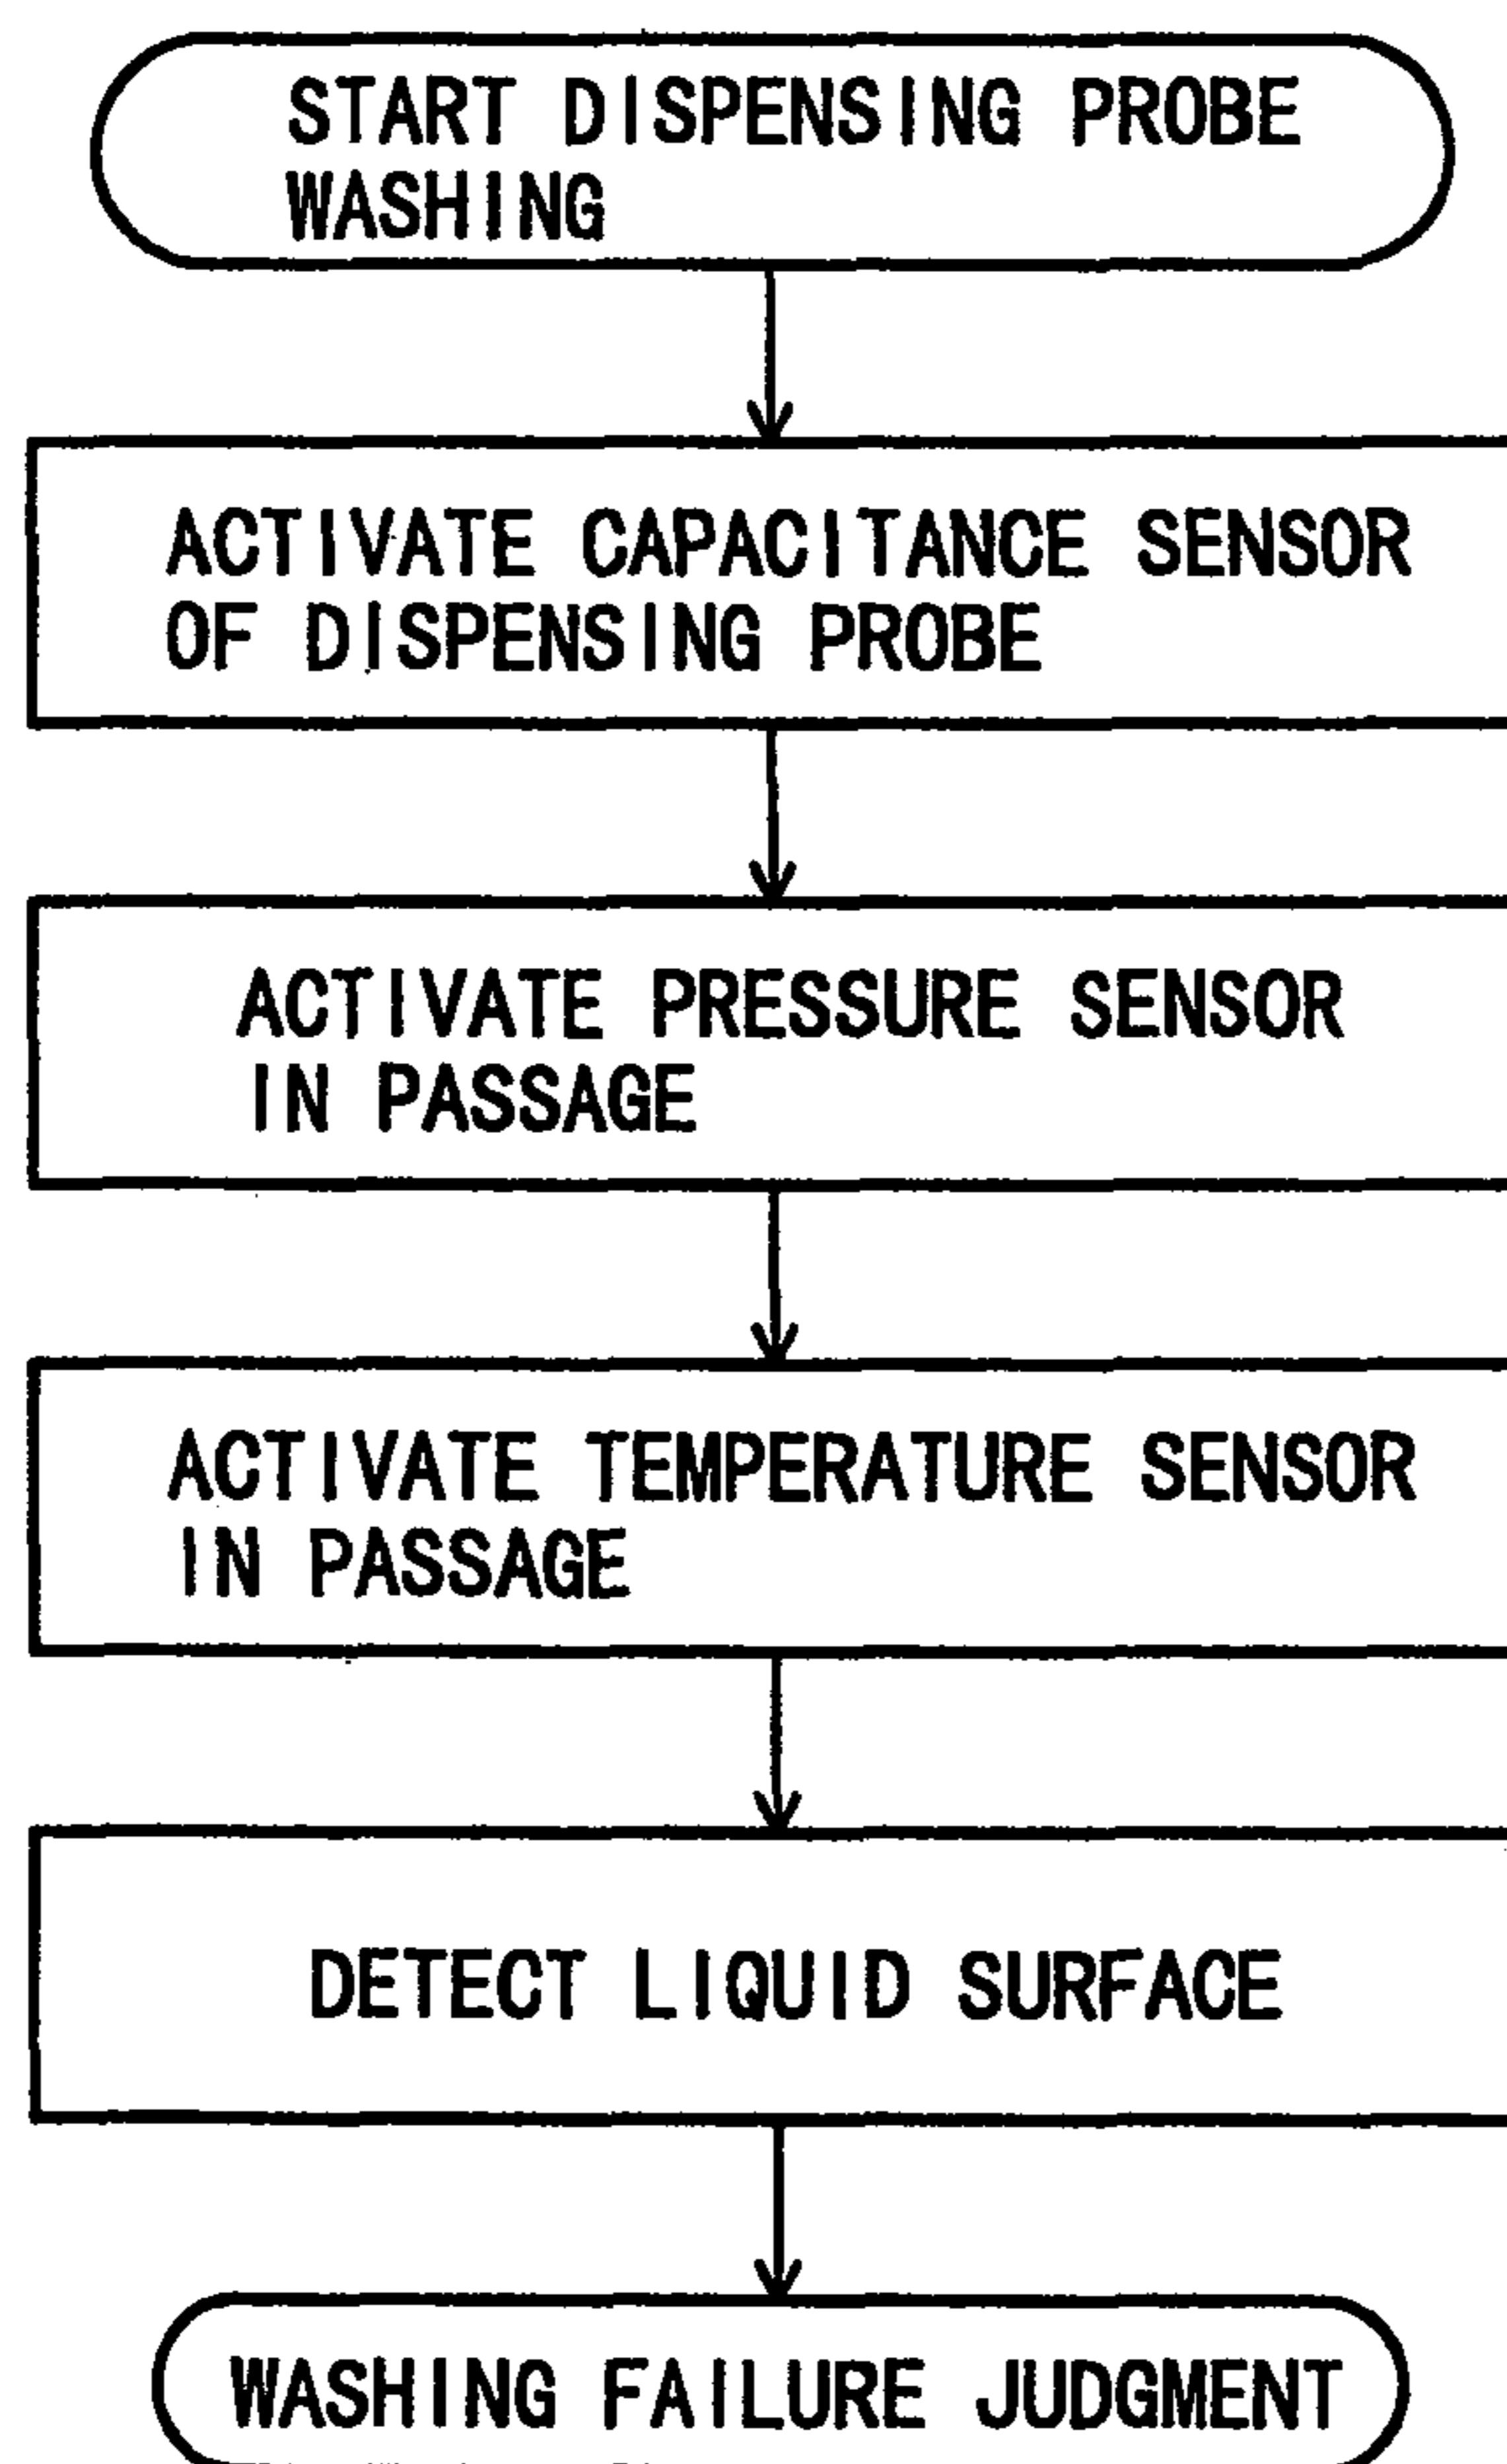 START DISPENSING PROBE
WASHING
ACTIVATE CAPACITANCE SENSOR
OF DISPENSING PROBE
ACTIVATE PRESSURE SENSOR
IN PASSAGE
ACTIVATE TEMPERATURE SENSOR
IN PASSAGE
DETECT LIQUID SURFACE
WASHING FAILURE JUDGMENT